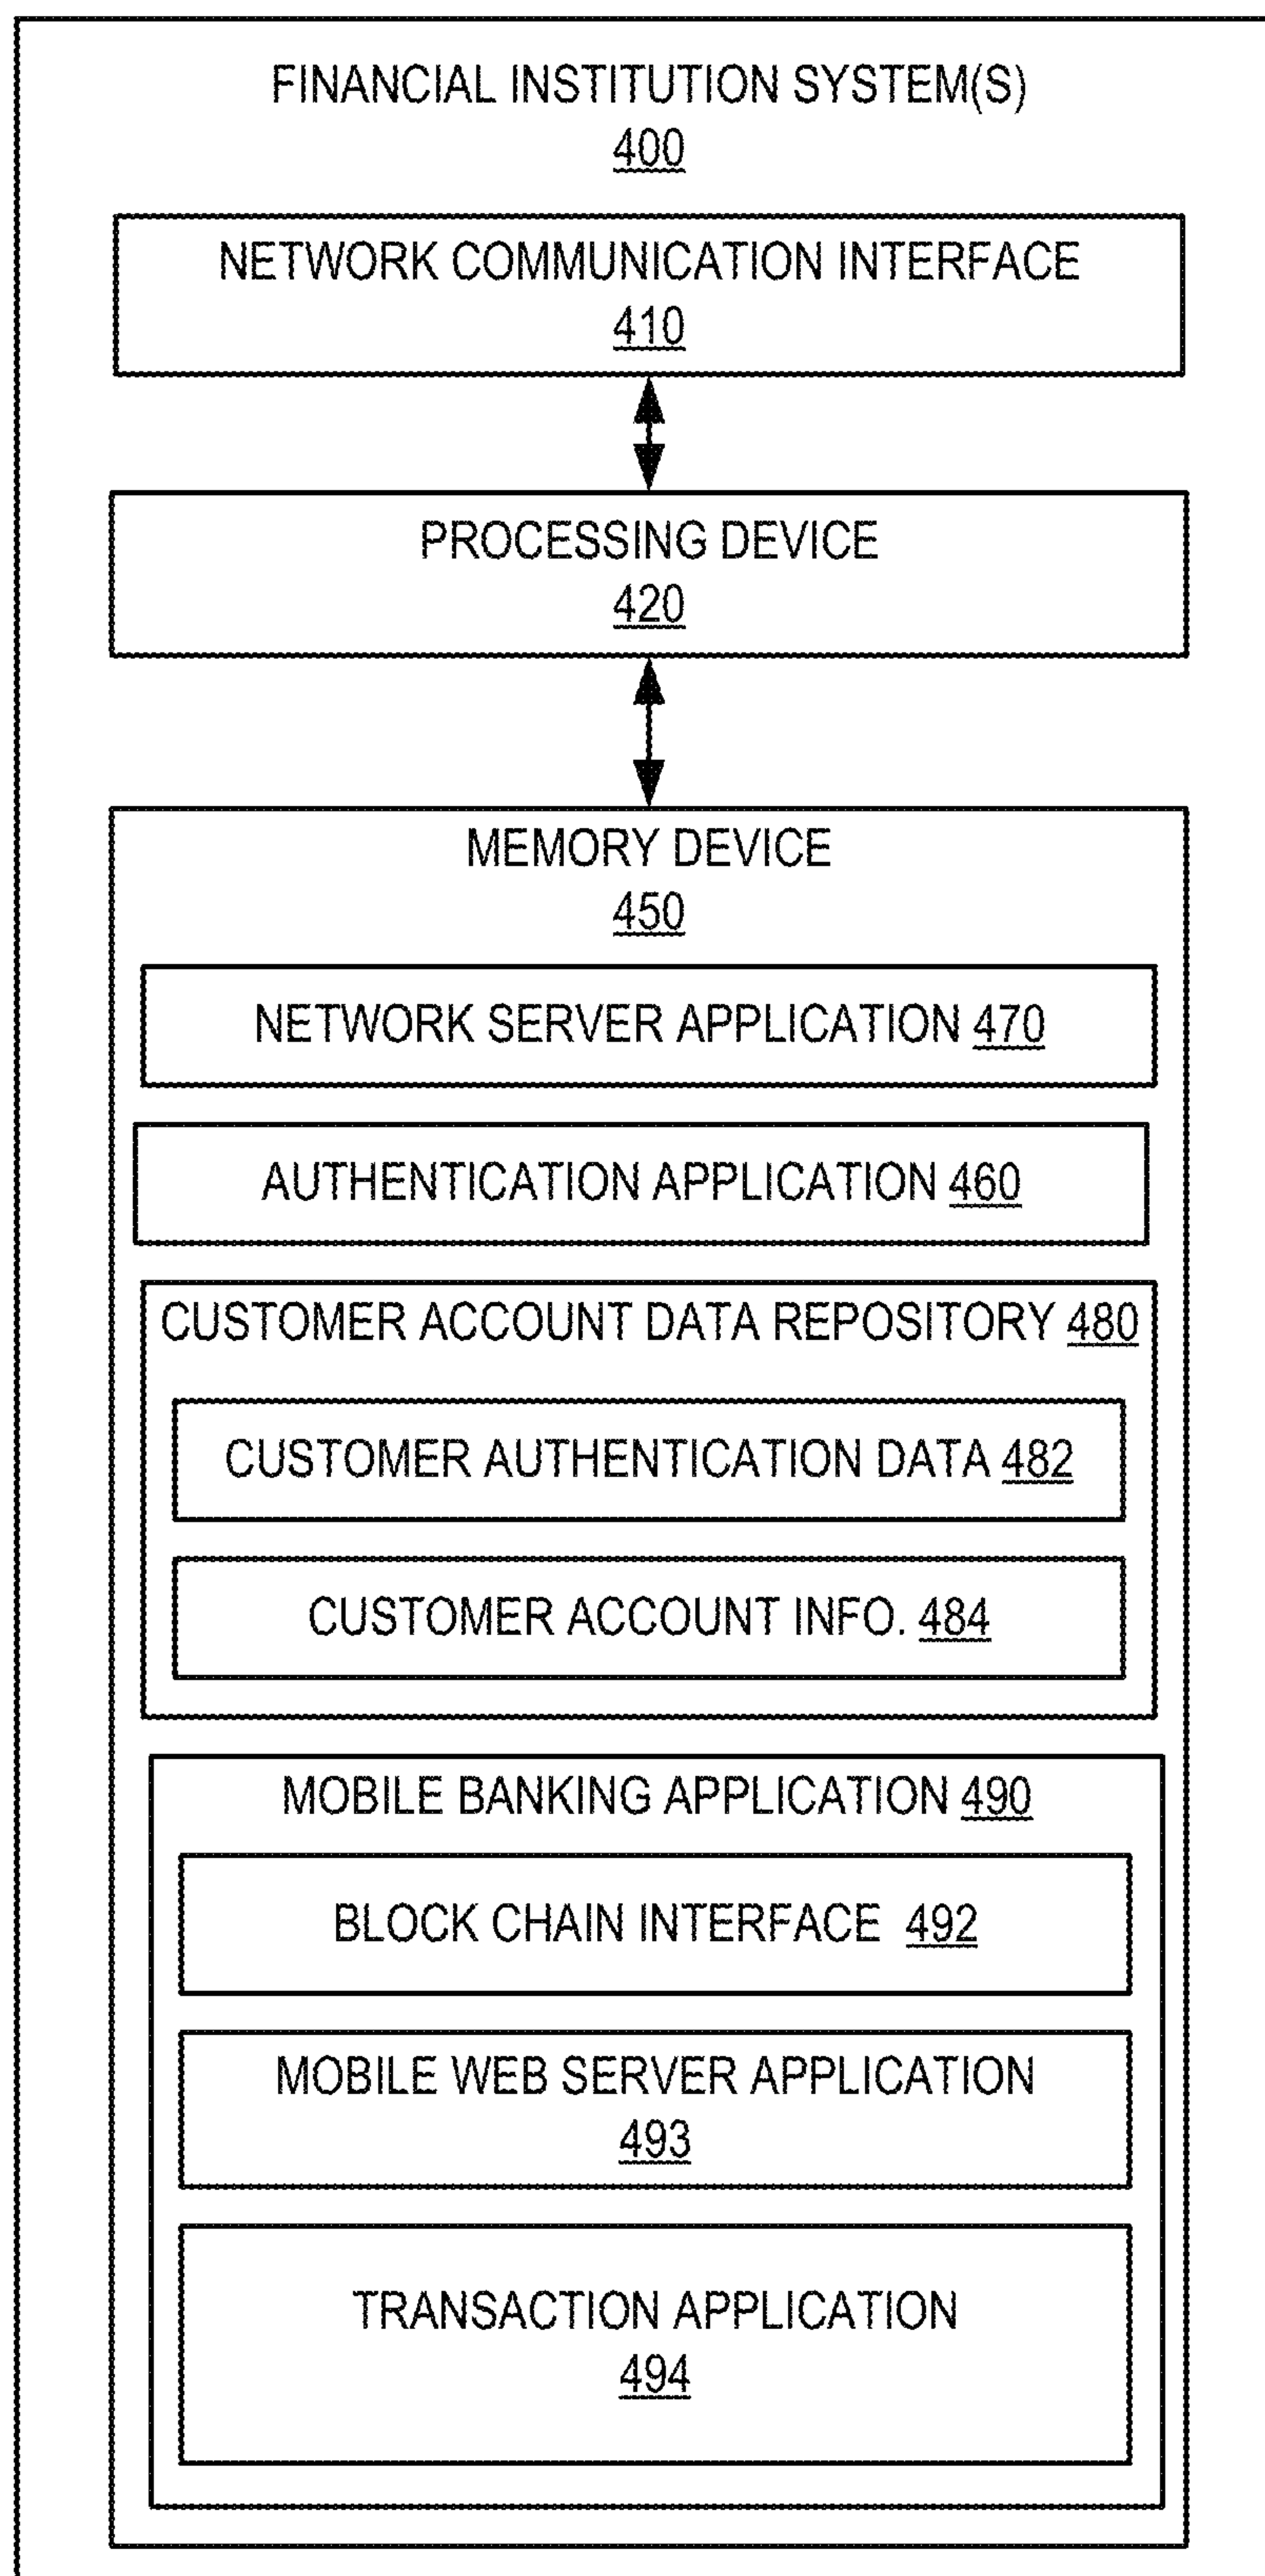 FINANCIAL INSTITUTION SYSTEM(S)
400
NETWORK COMMUNICATION INTERFACE
410
PROCESSING DEVICE
420
MEMORY DEVICE
450
NETWORK SERVER APPLICATION 470
AUTHENTICATION APPLICATION 460
CUSTOMER ACCOUNT DATA REPOSITORY 480
CUSTOMER AUTHENTICATION DATA 482
CUSTOMER ACCOUNT INFO. 484
MOBILE BANKING APPLICATION 490
BLOCK CHAIN INTERFACE 492
MOBILE WEB SERVER APPLICATION
493
TRANSACTION APPLICATION
494